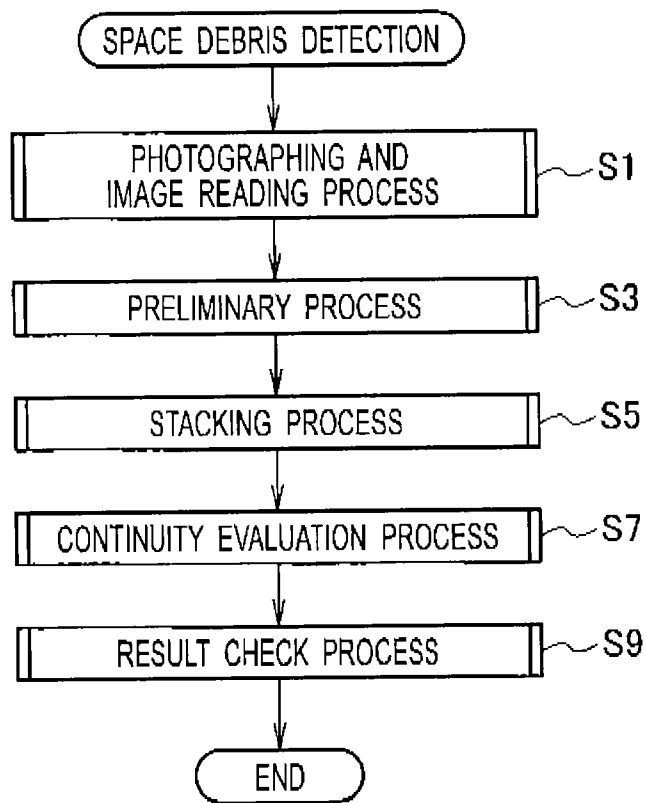 SPACE DEBRIS DETECTION
PHOTOGRAPHING AND
IMAGE READING PROCESS
S1
PRELIMINARY PROCESS
S3
STACKING PROCESS
S5
CONTINUITY EVALUATION PROCESS
S7
RESULT CHECK PROCESS
S9
END